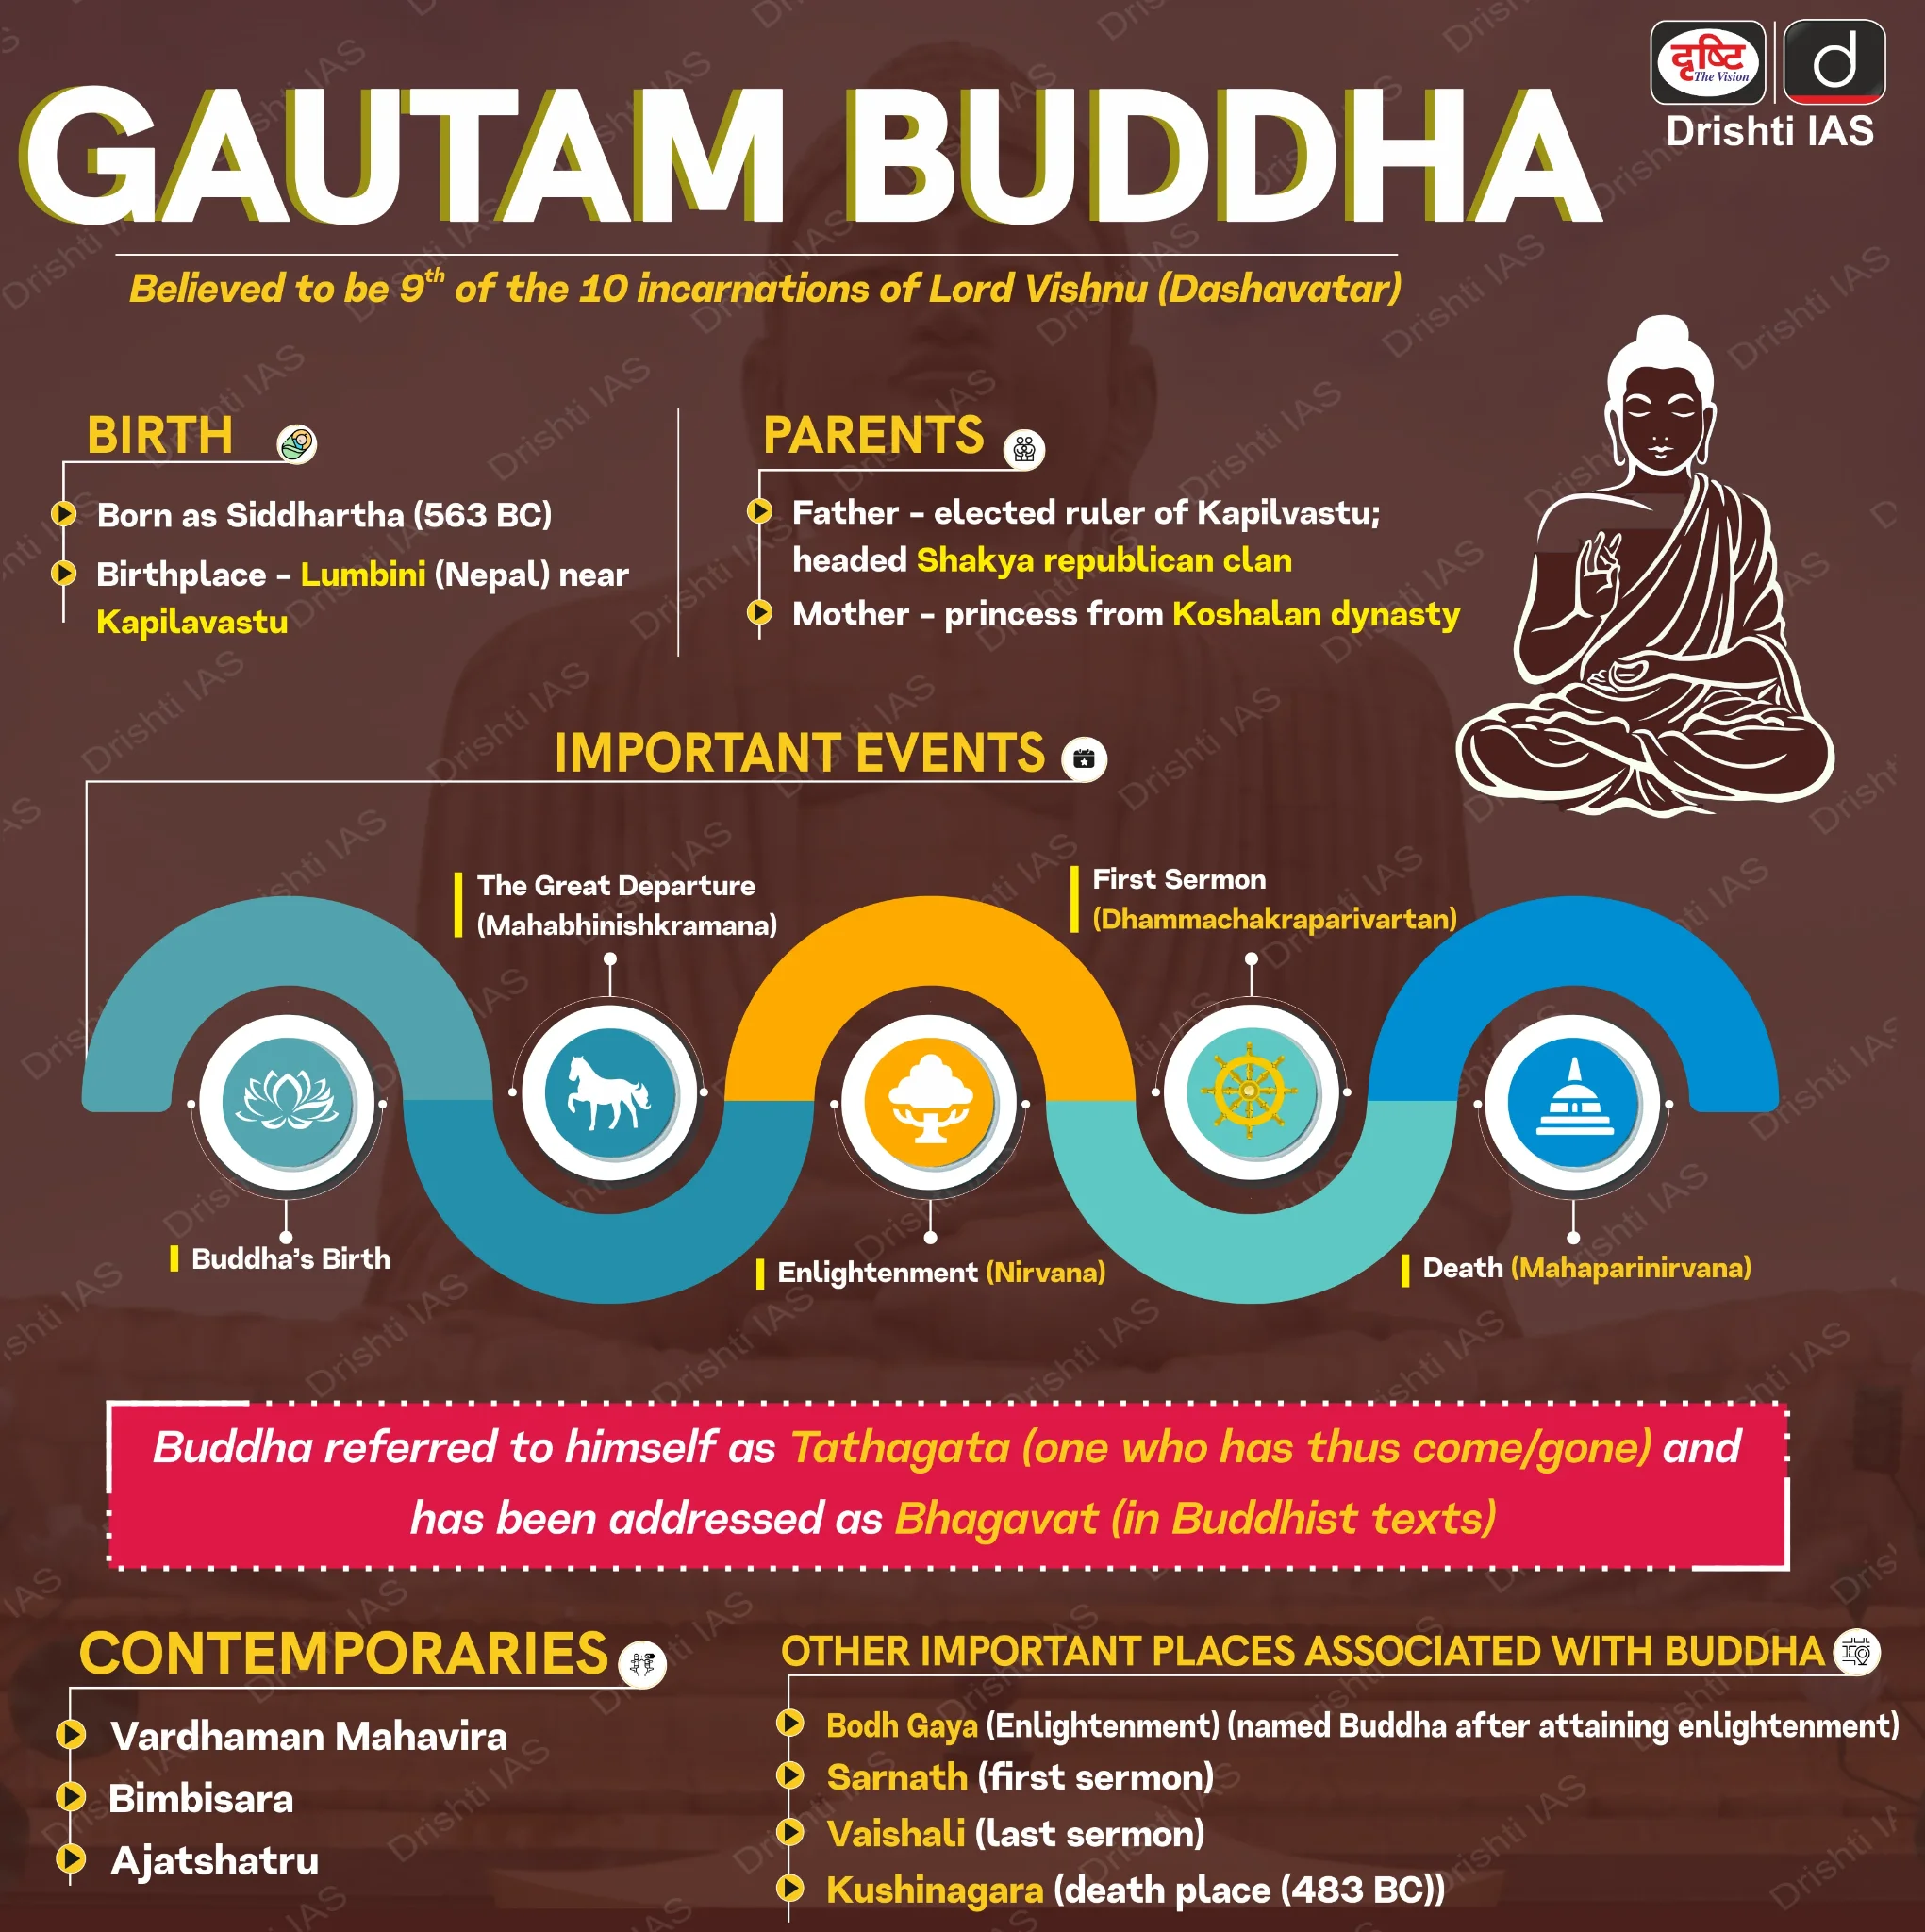 दृष्टि
The Vision
d
Drishti IAS
GAUTAM BUDDHA
Believed to be 9th of the 10 incarnations of Lord Vishnu (Dashavatar)
BIRTH
Born as Siddhartha (563 BC)
Birthplace – Lumbini (Nepal) near
Kapilavastu
PARENTS
Father – elected ruler of Kapilvastu;
headed Shakya republican clan
Mother – princess from Koshalan dynasty
IMPORTANT EVENTS
Buddha's Birth
The Great Departure
(Mahabhinishkramana)
Enlightenment (Nirvana)
First Sermon
(Dhammachakraparivartan)
Death (Mahaparinirvana)
Buddha referred to himself as Tathagata (one who has thus come/gone) and
has been addressed as Bhagavat (in Buddhist texts)
CONTEMPORARIES
Vardhaman Mahavira
Bimbisara
Ajatshatru
OTHER IMPORTANT PLACES ASSOCIATED WITH BUDDHA
Bodh Gaya (Enlightenment) (named Buddha after attaining enlightenment)
Sarnath (first sermon)
Vaishali (last sermon)
Kushinagara (death place (483 BC))